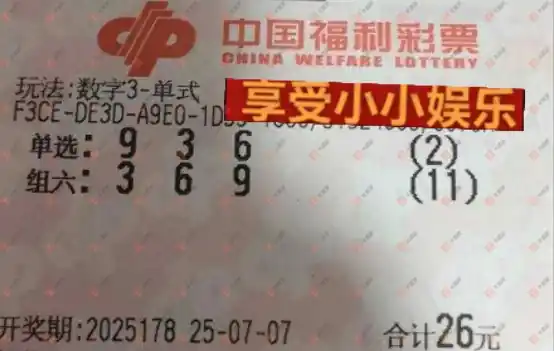 中国福利彩票
CHINA WELFARE LOTTERY
玩法:数字3-单式
享受小小娱乐
F3CE-DE3D-A9E0-1D
单选: 9 3 6 (2)
组六: 3 6 9 (11)
开奖期:2025178 25-07-07 合计26元